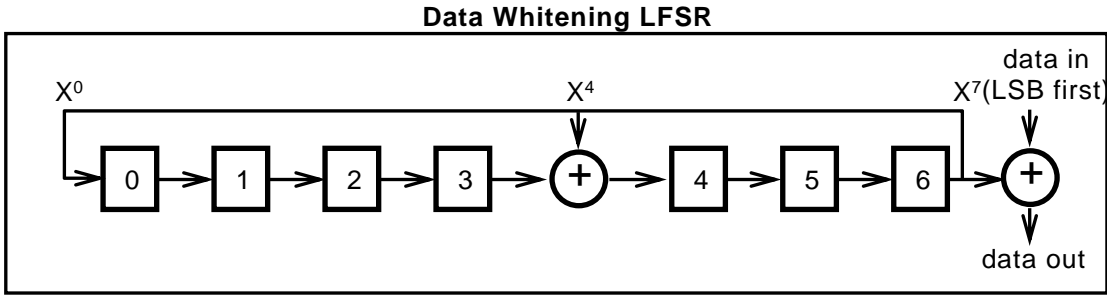 Data Whitening LFSR
data in
X⁰ X⁴ X⁷(LSB first)
0 + 1 2 3 + 4 5 6 +
data out